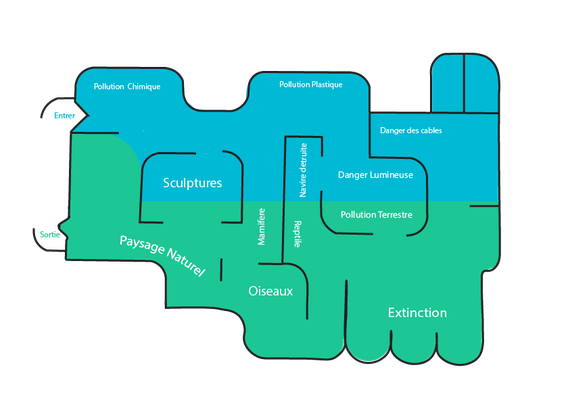 Pollution Chimique
Pollution Plastique
Entrer
Danger des cables
Navire detruite
Danger Lumineuse
Sculptures
Pollution Terrestre
Mamifere
Reptile
Sortie
Paysage Naturel
Oiseaux
Extinction